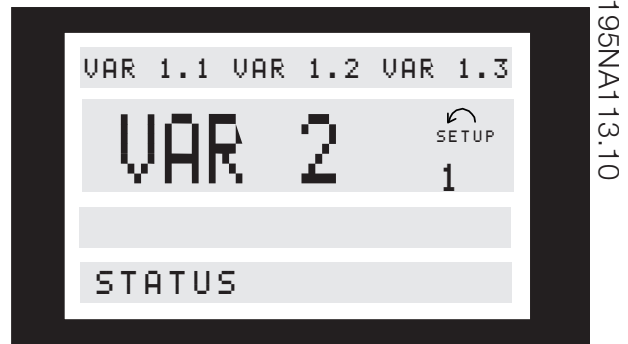 VAR 1.1 VAR 1.2 VAR 1.3
VAR 2
SETUP
1
STATUS
195NA113.10